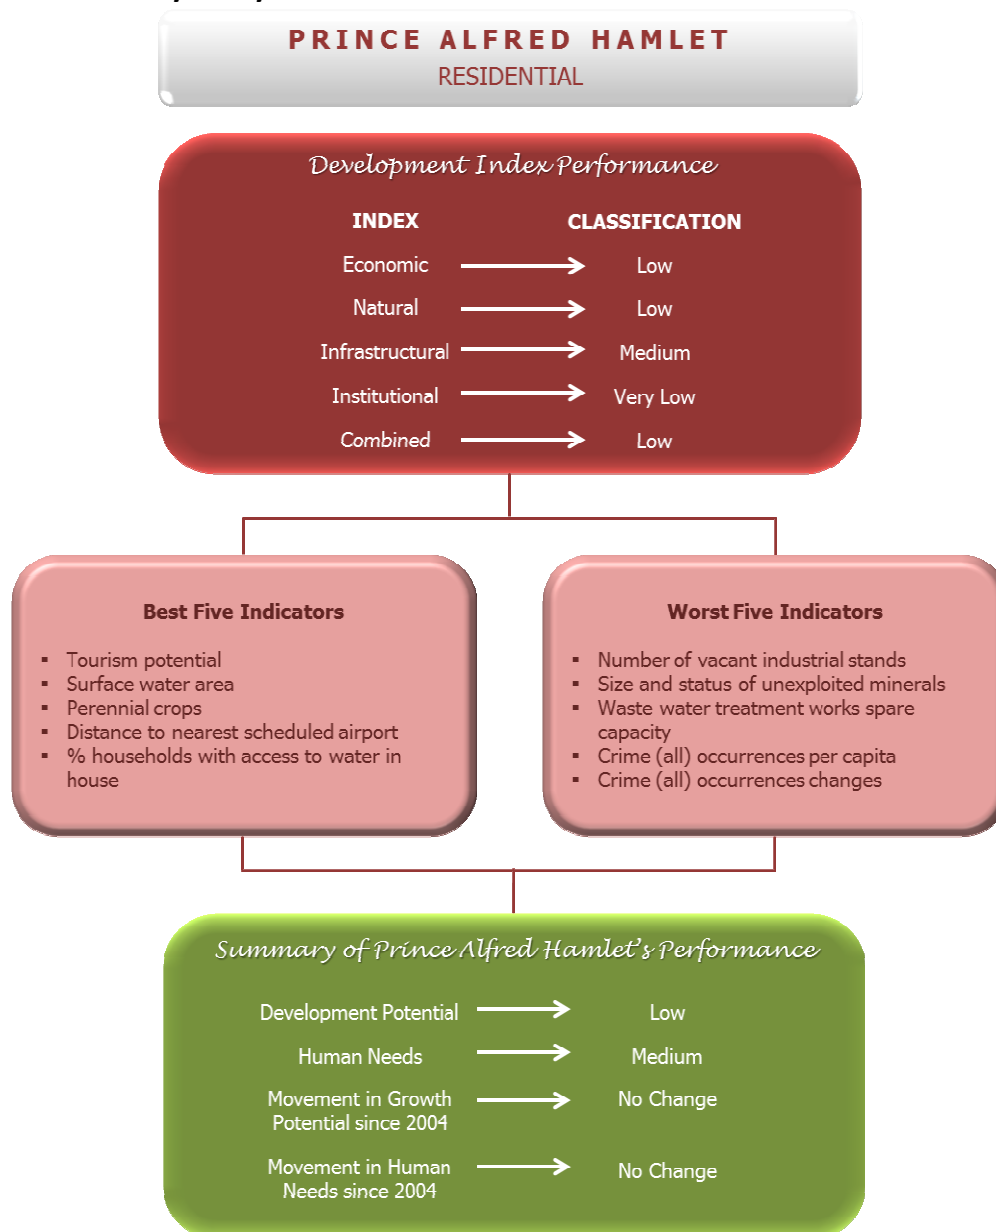 PRINCE ALFRED HAMLET
RESIDENTIAL
Development Index Performance
INDEX CLASSIFICATION
Economic Low
Natural Low
Infrastructural Medium
Institutional Very Low
Combined Low
Best Five Indicators
▪ Tourism potential
▪ Surface water area
▪ Perennial crops
▪ Distance to nearest scheduled airport
▪ % households with access to water in
house
Worst Five Indicators
▪ Number of vacant industrial stands
▪ Size and status of unexploited minerals
▪ Waste water treatment works spare
capacity
▪ Crime (all) occurrences per capita
▪ Crime (all) occurrences changes
Summary of Prince Alfred Hamlet's Performance
Development Potential Low
Human Needs Medium
Movement in Growth No Change
Potential since 2004
Movement in Human No Change
Needs since 2004